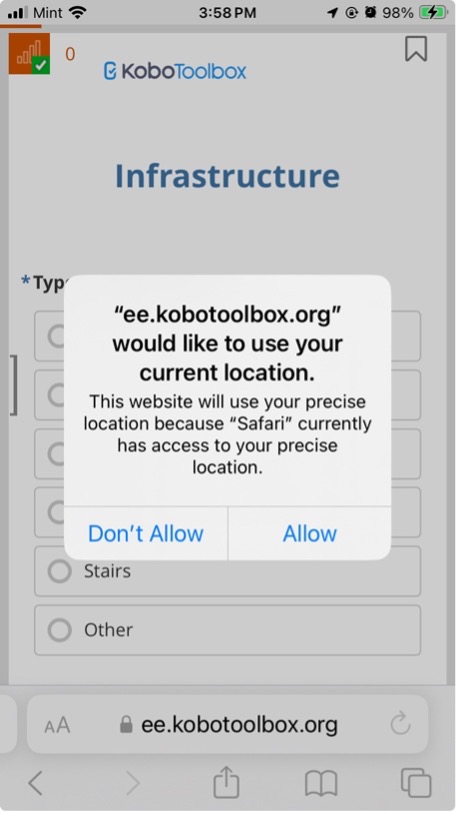 Mint 3:58 PM 98%
0
KoboToolbox
Infrastructure
*Typ
“ee.kobotoolbox.org”
would like to use your
current location.
This website will use your precise
location because “Safari” currently
has access to your precise
location.
Don’t Allow Allow
Stairs
Other
AA ee.kobotoolbox.org